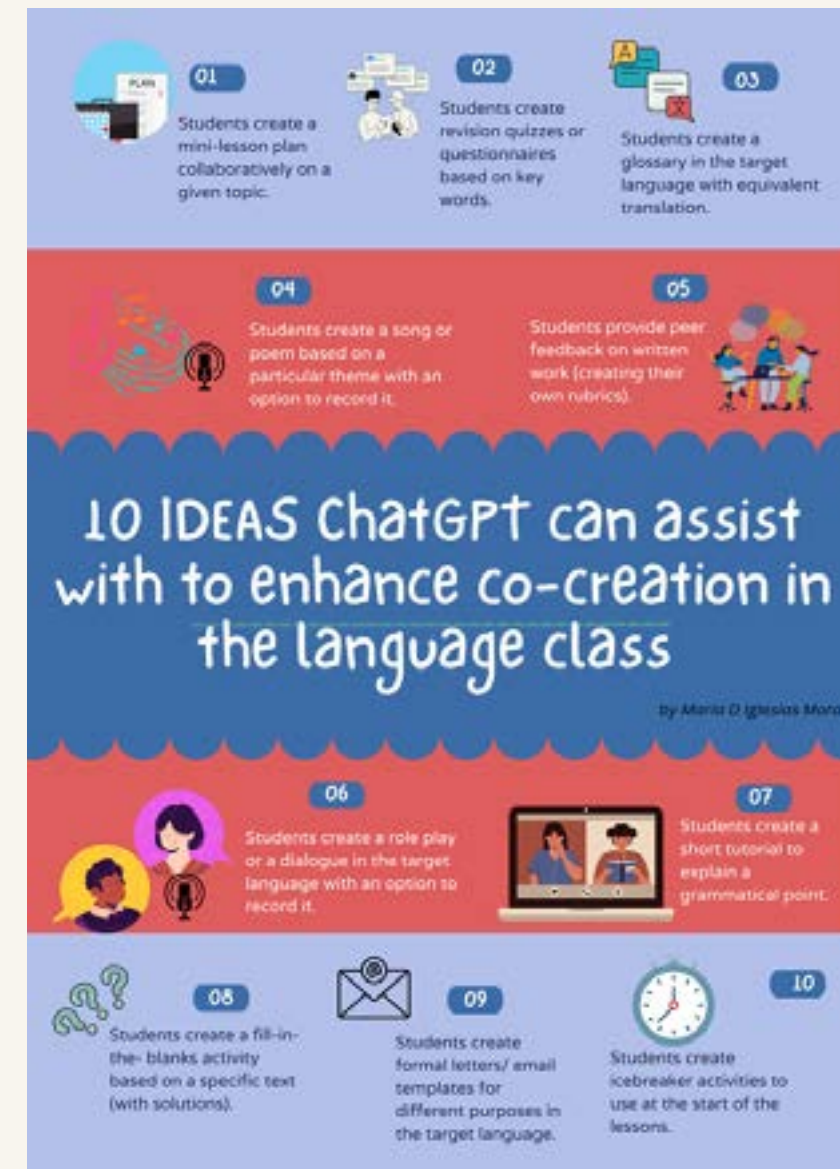 PLAN
01
Students create a
mini-lesson plan
collaboratively on a
given topic.
02
Students create
revision quizzes or
questionnaires
based on key
words.
A
文
03
Students create a
glossary in the target
language with equivalent
translation.
04
Students create a song or
poem based on a
particular theme with an
option to record it.
05
Students provide peer
feedback on written
work (creating their
own rubrics).
10 IDEAS ChatGPT can assist
with to enhance co-creation in
the language class
by Maria D Iglesias Mora
06
Students create a role play
or a dialogue in the target
language with an option to
record it.
07
Students create a
short tutorial to
explain a
grammatical point.
08
Students create a fill-in-
the- blanks activity
based on a specific text
(with solutions).
@
09
Students create
formal letters/ email
templates for
different purposes in
the target language.
10
Students create
icebreaker activities to
use at the start of the
lessons.